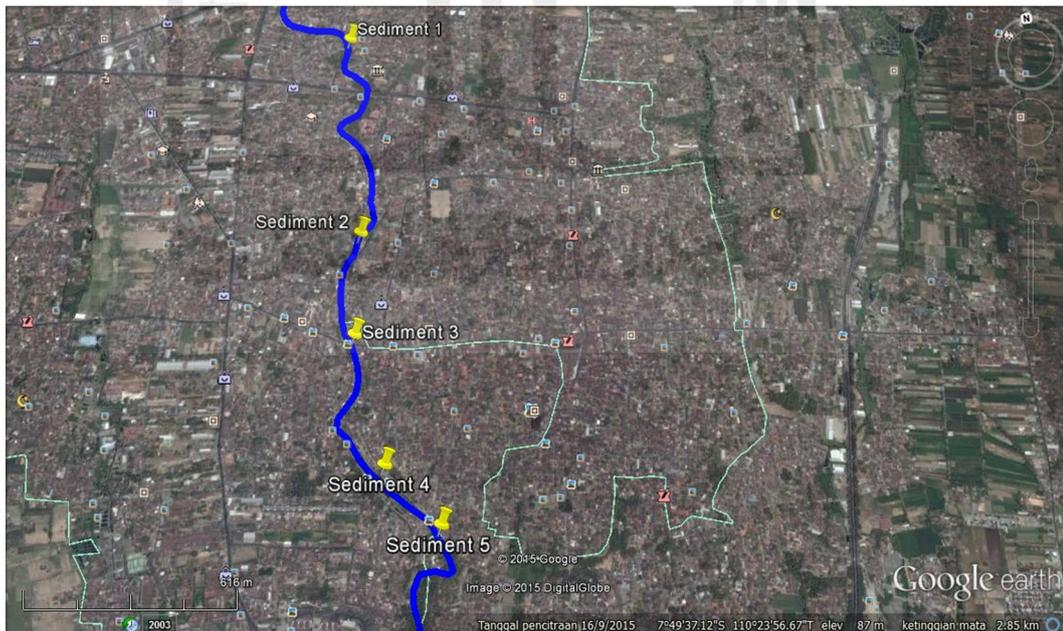 Sediment 1
N
Sediment 2
Sediment 3
Sediment 4
Sediment 5
© 2015 Google
Image © 2015 DigitalGlobe
Google earth
616 m
2003
Tanggal pencitraan 16/9/2015 7°49'37.12"S 110°23'56.67"T elev 87 m ketinggian mata 2.85 km